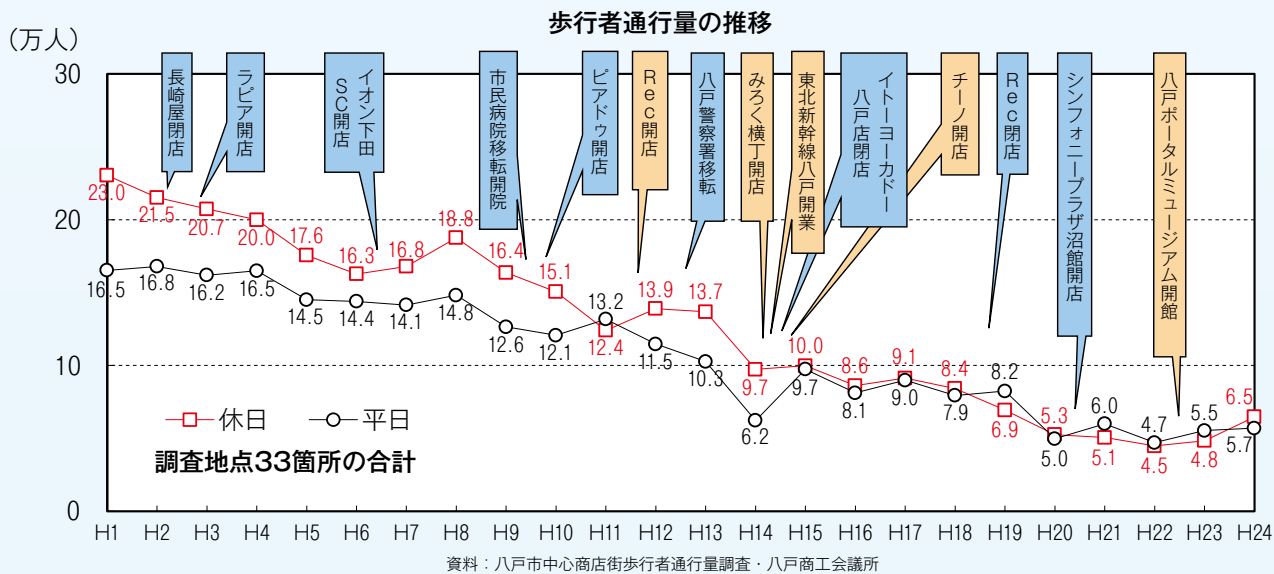 歩行者通行量の推移
(万人)
30
20
10
0
長崎屋閉店
ラピア開店
イオン下田
SC開店
市民病院移転開院
ピアドゥ開店
Rec開店
八戸警察署移転
みろく横丁開店
東北新幹線八戸開業
イトーヨーカドー
八戸店閉店
チーノ開店
Rec閉店
シンフォニープラザ沼館開店
八戸ポータルミュージアム開館
23.0
21.5
20.7
20.0
17.6
16.3
16.8
18.8
16.4
15.1
12.4
13.9
13.7
9.7
10.0
8.6
9.1
8.4
6.9
5.3
5.1
4.5
4.8
6.5
16.5
16.8
16.2
16.5
14.5
14.4
14.1
14.8
12.6
12.1
13.2
11.5
10.3
6.2
9.7
8.1
9.0
7.9
8.2
5.0
6.0
4.7
5.5
5.7
休日 平日
調査地点33箇所の合計
H1 H2 H3 H4 H5 H6 H7 H8 H9 H10 H11 H12 H13 H14 H15 H16 H17 H18 H19 H20 H21 H22 H23 H24
資料：八戸市中心商店街歩行者通行量調査・八戸商工会議所